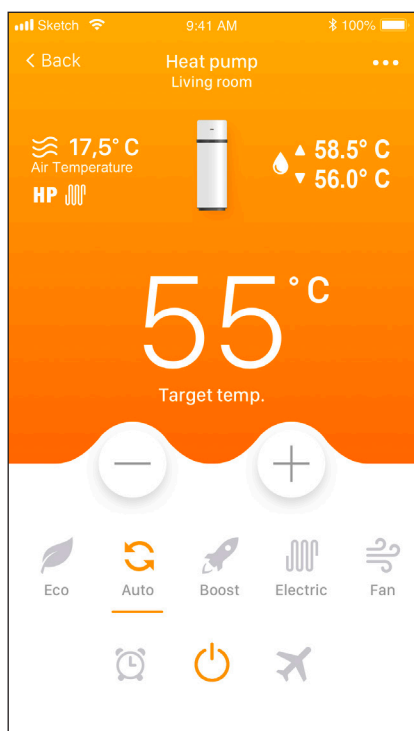 Sketch 9:41 AM 100%
< Back Heat pump •••
Living room
17,5° C ▲ 58.5° C
Air Temperature ▼ 56.0° C
HP
55°C
Target temp.
− +
Eco Auto Boost Electric Fan